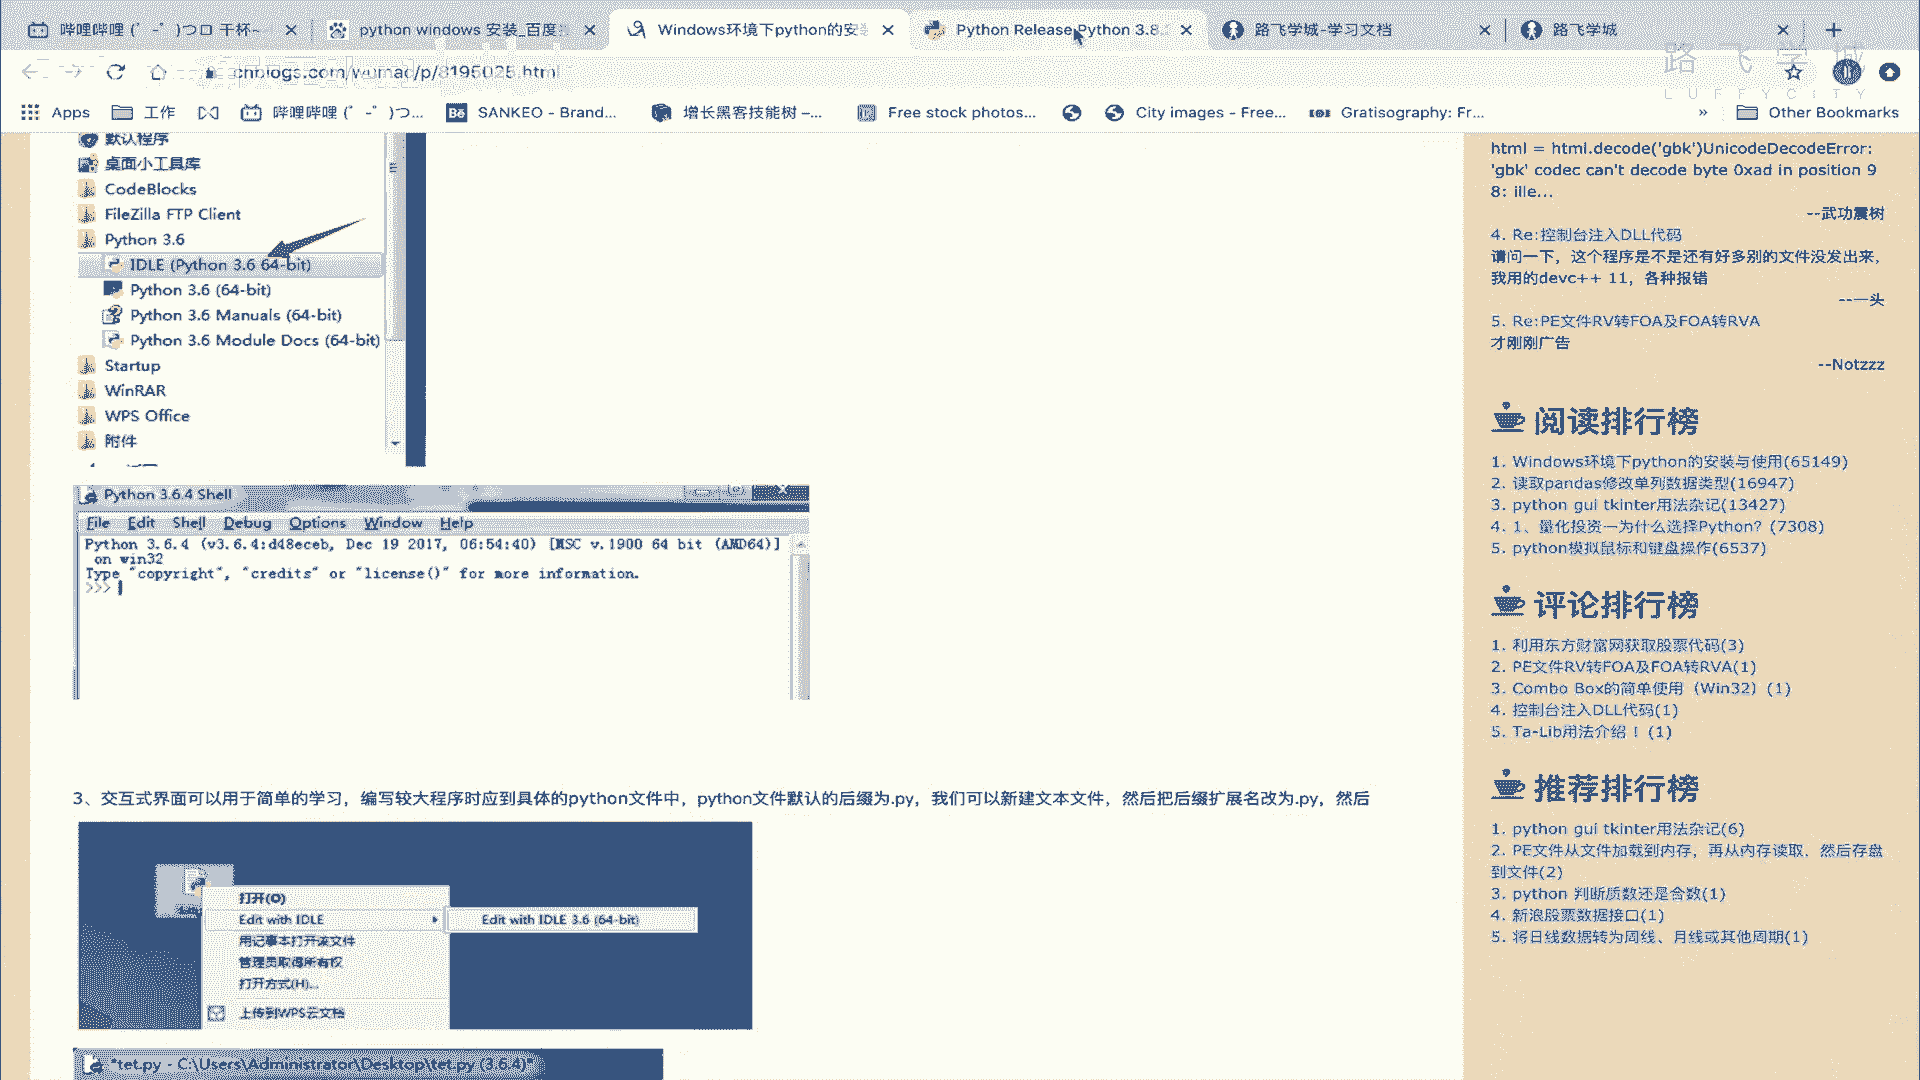 哔哩哔哩 (゜-゜)つロ 干杯~
python windows 安装_百度
Windows环境下python的安
Python Release Python 3.8.
路飞学城-学习文档
路飞学城
cnblogs.com/wumac/p/8195025.html
路飞学城
LUFFYCITY
Apps
工作
哔哩哔哩 (゜-゜)つ...
SANKEO - Brand...
增长黑客技能树 –...
Free stock photos...
City images - Free...
Gratisography: Fr...
Other Bookmarks
默认程序
桌面小工具库
CodeBlocks
FileZilla FTP Client
Python 3.6
IDLE (Python 3.6 64-bit)
Python 3.6 (64-bit)
Python 3.6 Manuals (64-bit)
Python 3.6 Module Docs (64-bit)
Startup
WinRAR
WPS Office
附件
Python 3.6.4 Shell
File Edit Shell Debug Options Window Help
Python 3.6.4 (v3.6.4:d48eceb, Dec 19 2017, 06:54:40) [MSC v.1900 64 bit (AMD64)]
on win32
Type "copyright", "credits" or "license()" for more information.
>>>
3、交互式界面可以用于简单的学习，编写较大程序时应到具体的python文件中，python文件默认的后缀为.py，我们可以新建文本文件，然后把后缀扩展名改为.py，然后
打开(O)
Edit with IDLE
Edit with IDLE 3.6 (64-bit)
用记事本打开该文件
管理员取得所有权
打开方式(H)...
上传到WPS云文档
*tet.py - C:\Users\Administrator\Desktop\tet.py (3.6.4)*
html = html.decode('gbk')UnicodeDecodeError:
'gbk' codec can't decode byte 0xad in position 9
8: ille...
--武功震树
4. Re:控制台注入DLL代码
请问一下，这个程序是不是还有好多别的文件没发出来，
我用的devc++ 11，各种报错
--一头
5. Re:PE文件RV转FOA及FOA转RVA
才刚刚广告
--Notzzz
阅读排行榜
1. Windows环境下python的安装与使用(65149)
2. 读取pandas修改单列数据类型(16947)
3. python gui tkinter用法杂记(13427)
4. 1、量化投资—为什么选择Python？(7308)
5. python模拟鼠标和键盘操作(6537)
评论排行榜
1. 利用东方财富网获取股票代码(3)
2. PE文件RV转FOA及FOA转RVA(1)
3. Combo Box的简单使用（Win32）(1)
4. 控制台注入DLL代码(1)
5. Ta-Lib用法介绍！(1)
推荐排行榜
1. python gui tkinter用法杂记(6)
2. PE文件从文件加载到内存，再从内存读取，然后存盘
到文件(2)
3. python 判断质数还是合数(1)
4. 新浪股票数据接口(1)
5. 将日线数据转为周线、月线或其他周期(1)